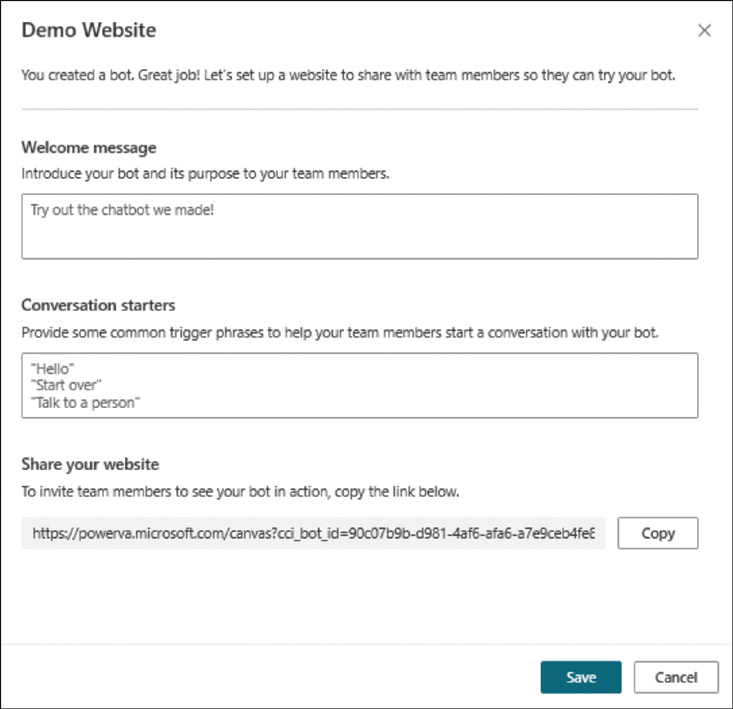 Demo Website
You created a bot. Great job! Let's set up a website to share with team members so they can try your bot.
Welcome message
Introduce your bot and its purpose to your team members.
Try out the chatbot we made!
Conversation starters
Provide some common trigger phrases to help your team members start a conversation with your bot.
"Hello"
"Start over"
"Talk to a person"
Share your website
To invite team members to see your bot in action, copy the link below.
https://powerva.microsoft.com/canvas?cci_bot_id=90c07b9b-d981-4af6-afa6-a7e9ceb4fe8
Copy
Save
Cancel